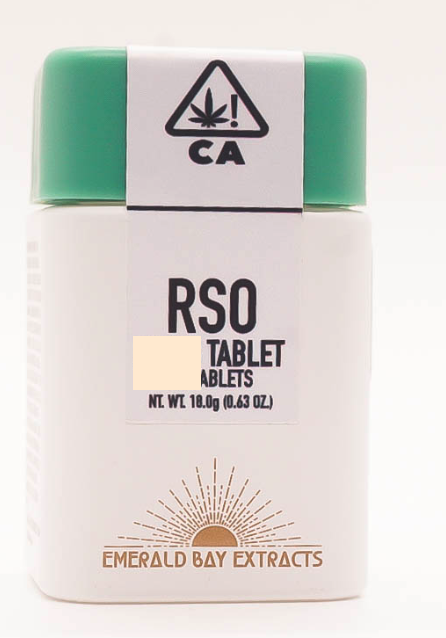 CA
RSO
TABLET
ABLETS
NT. WT. 18.0g (0.63 OZ.)
EMERALD BAY EXTRACTS